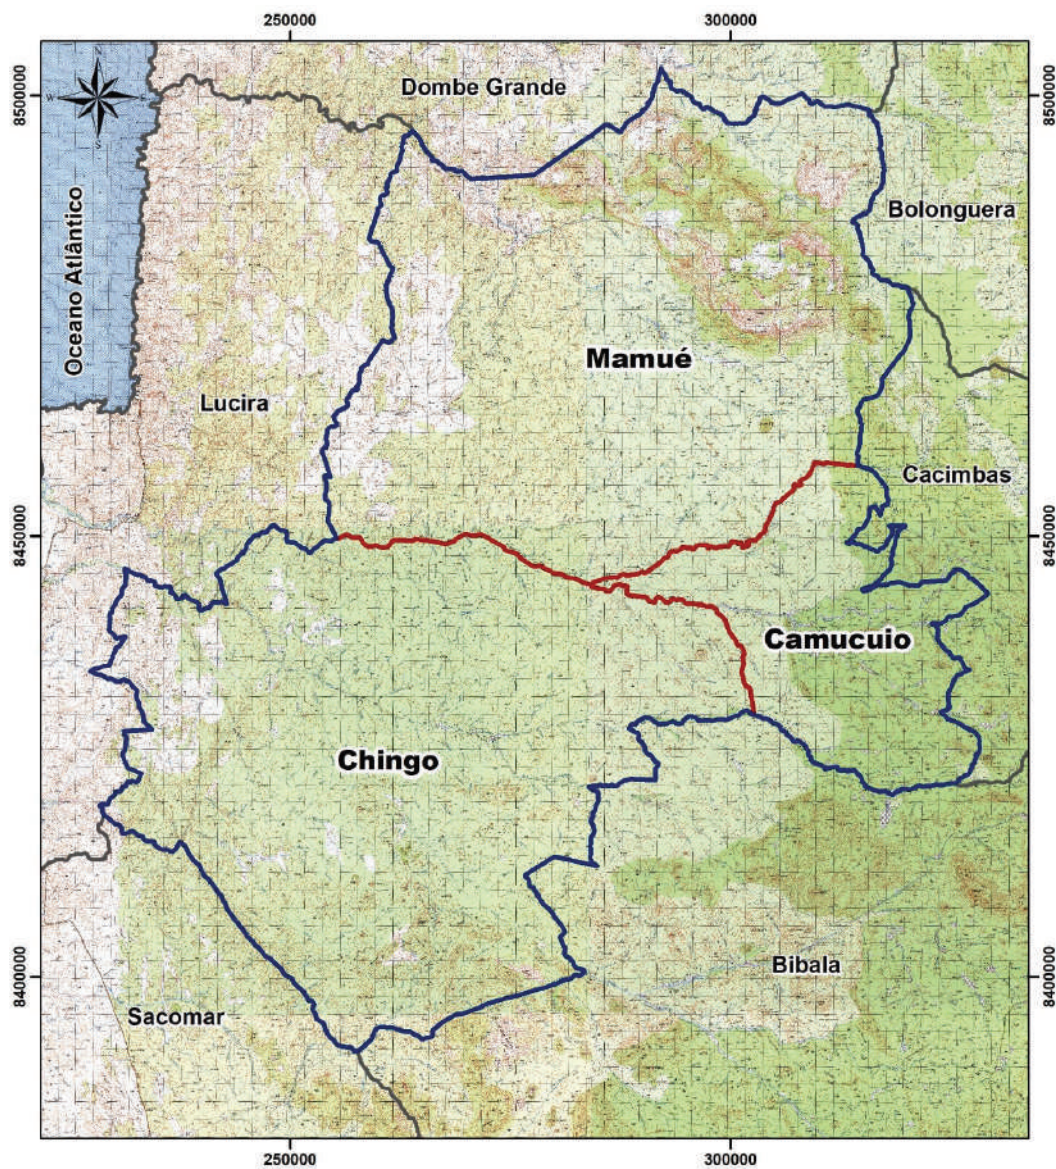 250000
300000
N
W
S
Dombe Grande
8500000
8500000
Oceano Atlântico
Bolonguera
Mamué
Lucira
Cacimbas
8450000
8450000
Camucuio
Chingo
8400000
8400000
Bibala
Sacomar
250000
300000